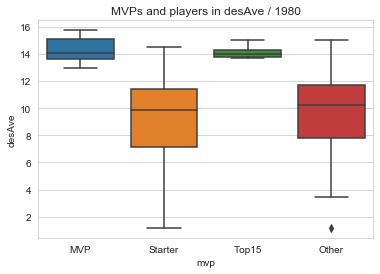 MVPs and players in desAve / 1980
16
14
12
10
8
6
4
2
desAve
MVP Starter Top15 Other
mvp